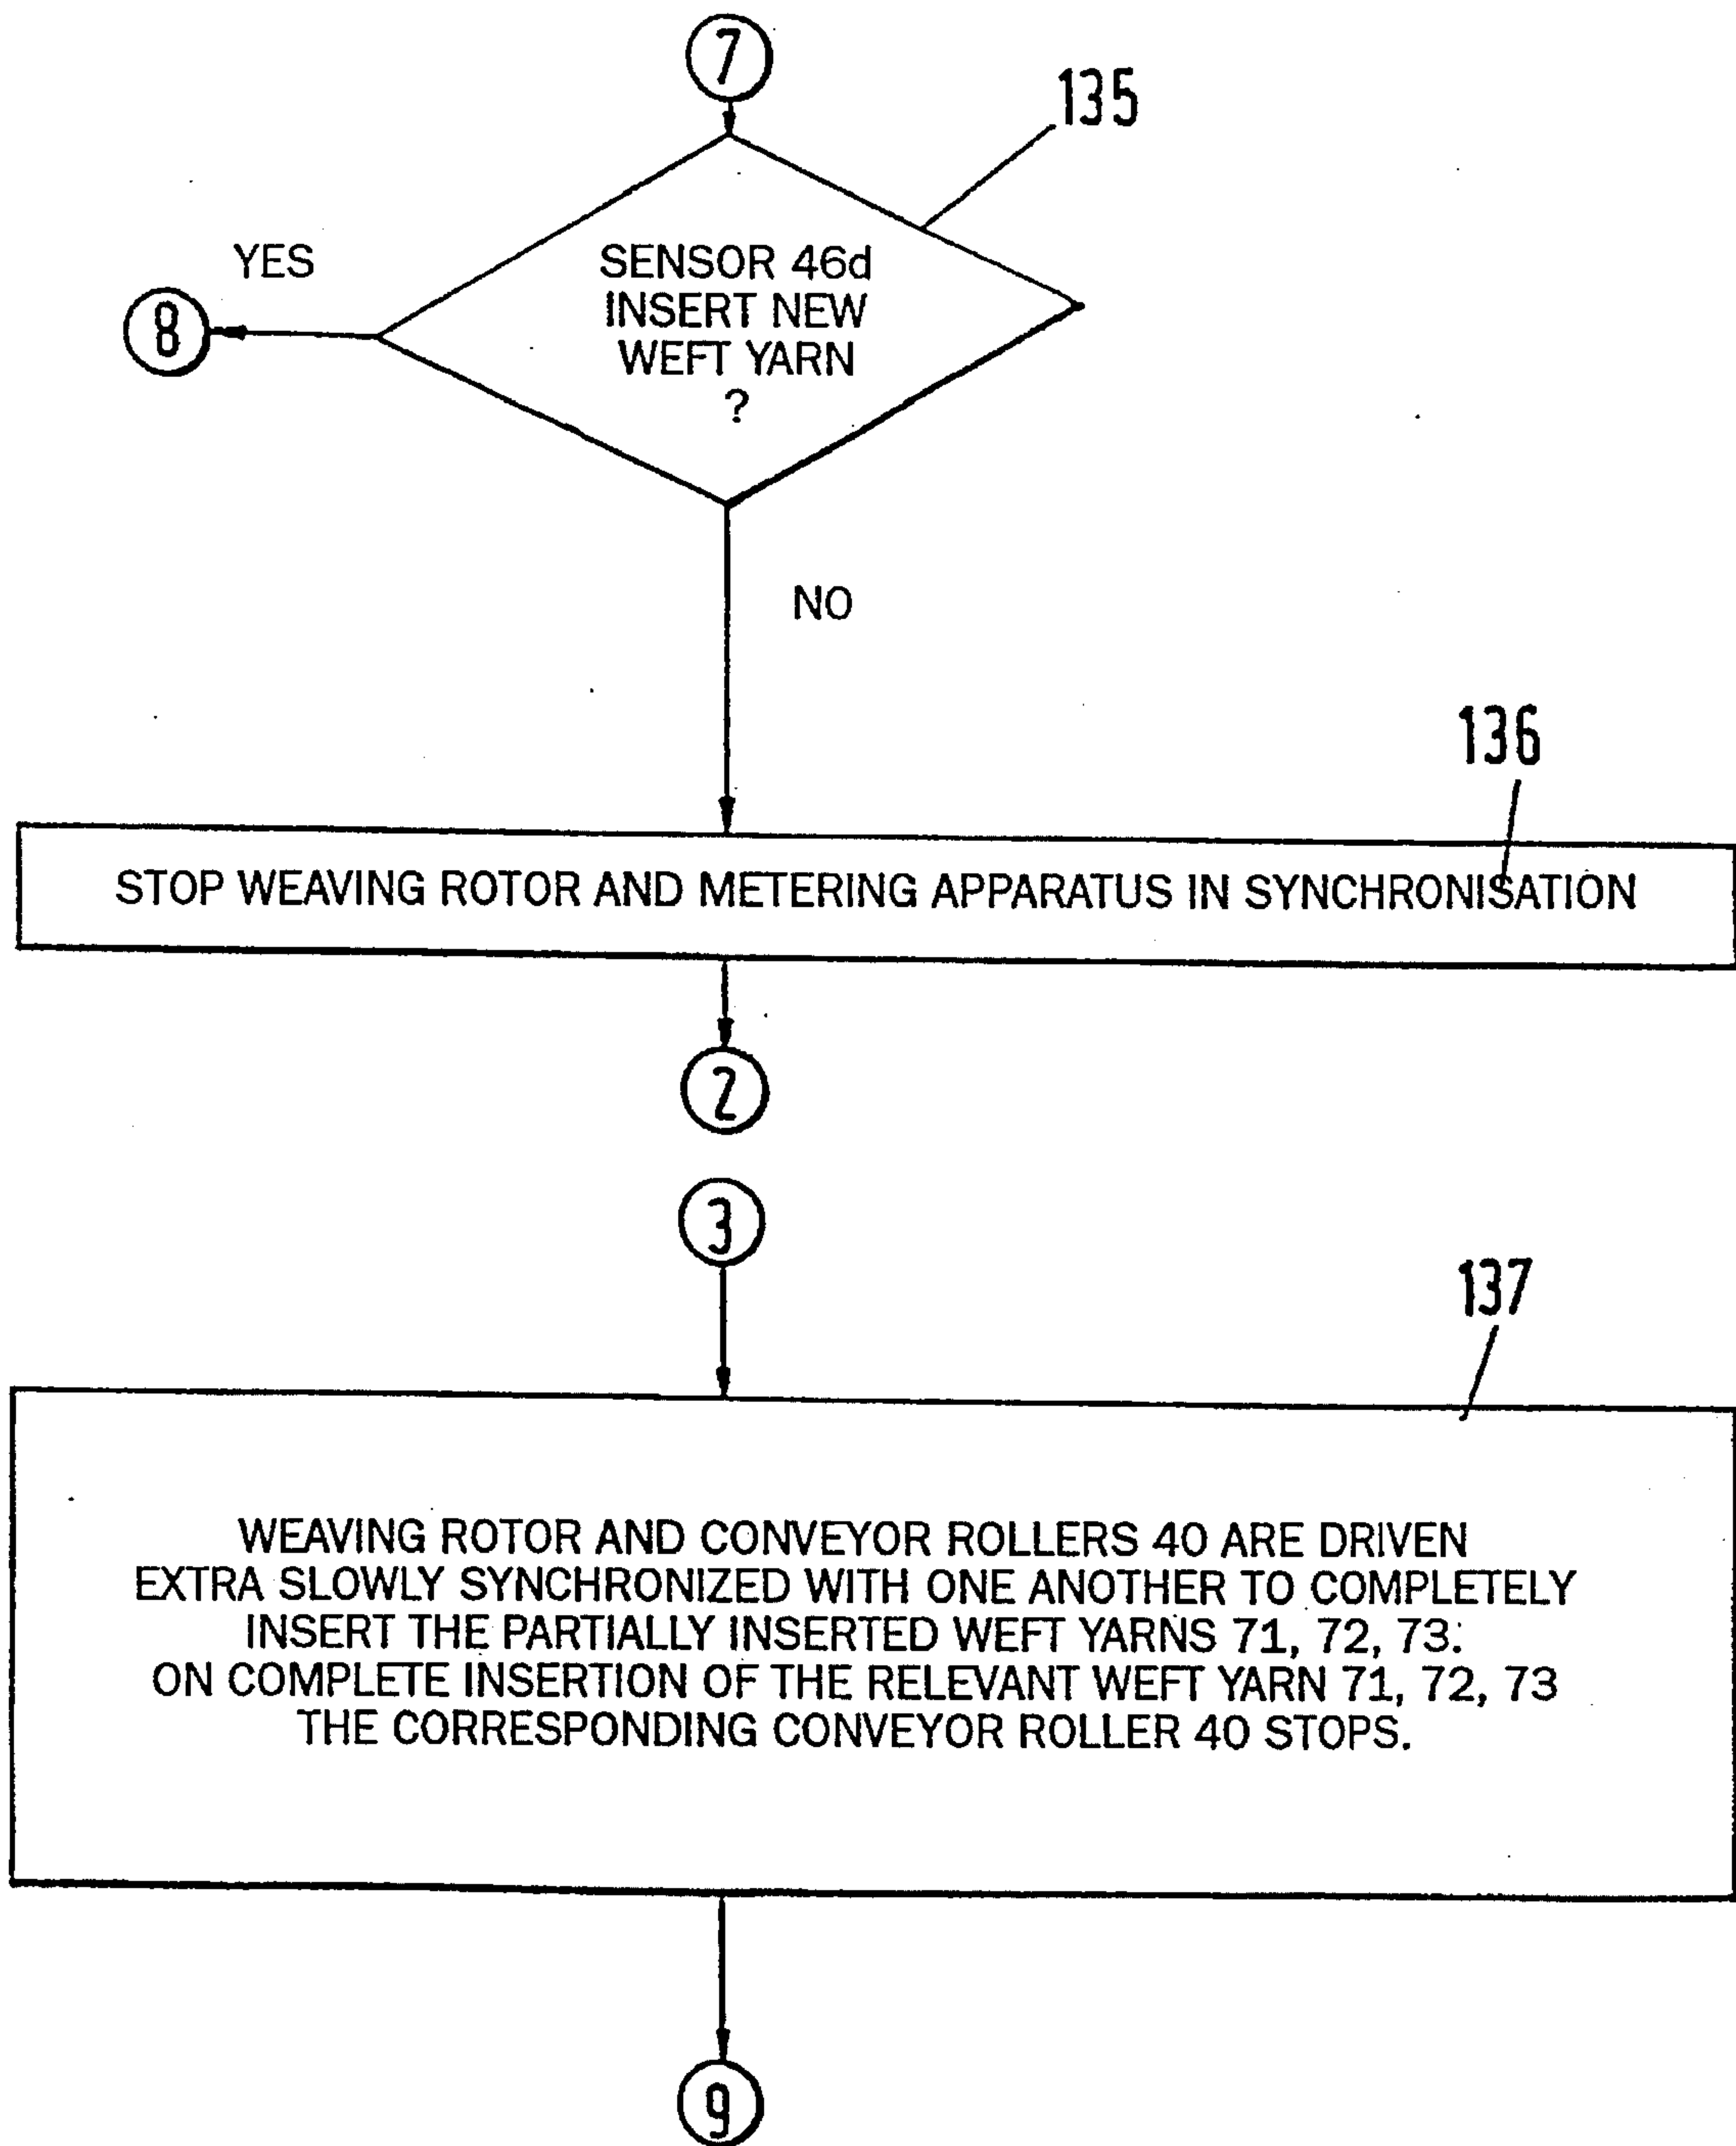 7
135
SENSOR 46d
INSERT NEW
WEFT YARN
?
YES
8
NO
136
STOP WEAVING ROTOR AND METERING APPARATUS IN SYNCHRONISATION
2
3
137
WEAVING ROTOR AND CONVEYOR ROLLERS 40 ARE DRIVEN
EXTRA SLOWLY SYNCHRONIZED WITH ONE ANOTHER TO COMPLETELY
INSERT THE PARTIALLY INSERTED WEFT YARNS 71, 72, 73:
ON COMPLETE INSERTION OF THE RELEVANT WEFT YARN 71, 72, 73
THE CORRESPONDING CONVEYOR ROLLER 40 STOPS.
9